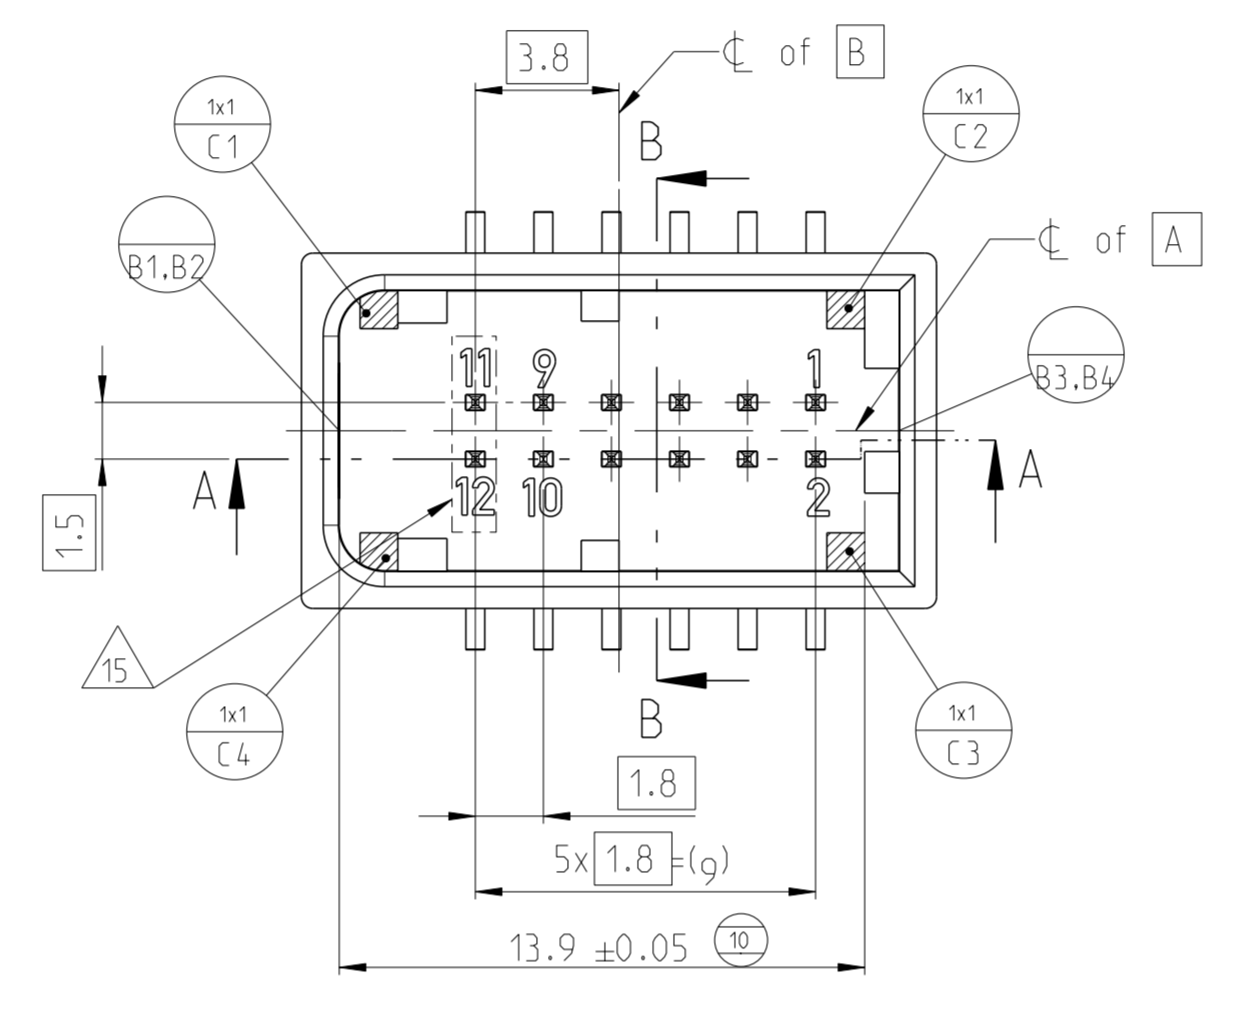 3.8
℄ of B
1x1
C1
1x1
C2
B
B1,B2
℄ of A
B3,B4
11 9 1
12 10 2
A
A
1.5
15
1x1
C4
1x1
C3
B
1.8
5x 1.8 =(9)
13.9 ±0.05 10